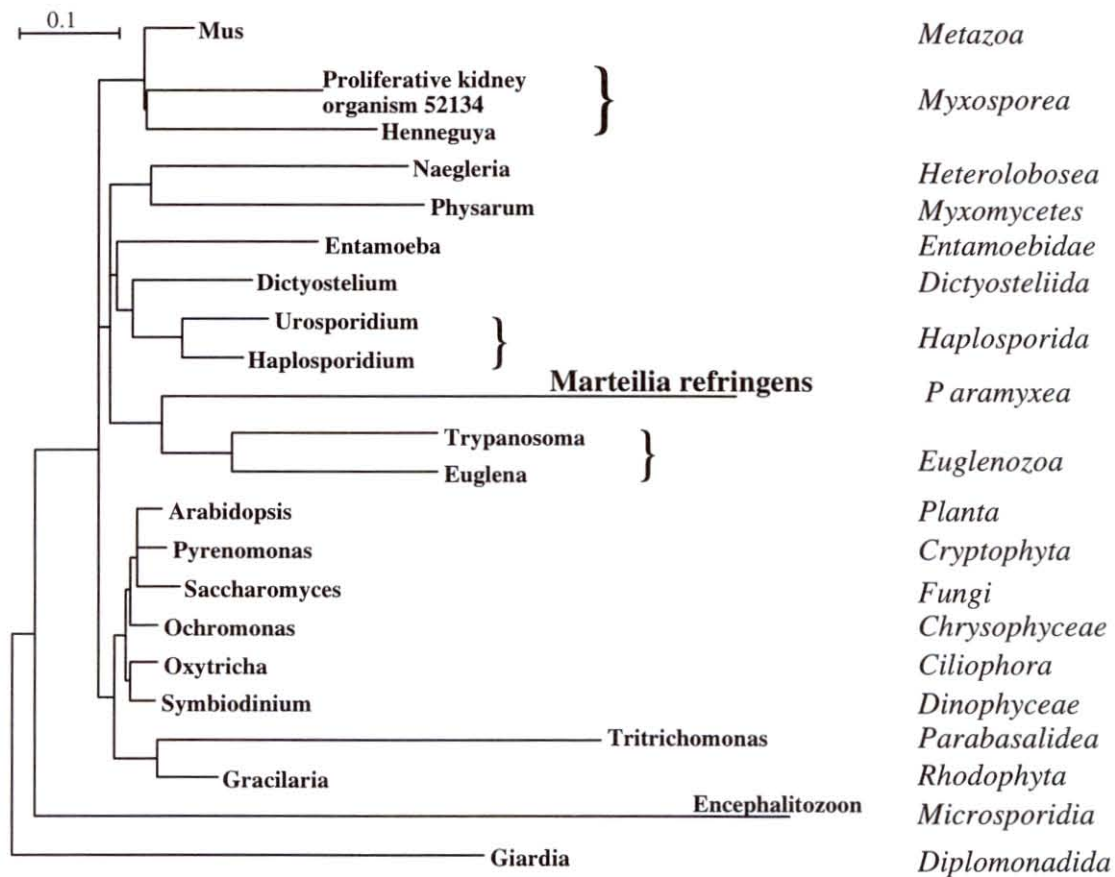 0.1
Mus
Metazoa
Proliferative kidney
organism 52134
}
Myxosporea
Henneguya
Naegleria
Heterolobosea
Physarum
Myxomycetes
Entamoeba
Entamoebidae
Dictyostelium
Dictyosteliida
Urosporidium
}
Haplosporida
Haplosporidium
Marteilia refringens
P aramyxea
Trypanosoma
}
Euglenozoa
Euglena
Arabidopsis
Planta
Pyrenomonas
Cryptophyta
Saccharomyces
Fungi
Ochromonas
Chrysophyceae
Oxytricha
Ciliophora
Symbiodinium
Dinophyceae
Tritrichomonas
Parabasalidea
Gracilaria
Rhodophyta
Encephalitozoon
Microsporidia
Giardia
Diplomonadida